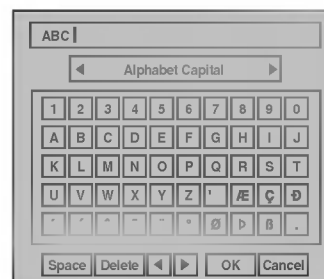 ABC
Alphabet Capital
1 2 3 4 5 6 7 8 9 0
A B C D E F G H I J
K L M N O P Q R S T
U V W X Y Z ' Æ Ç Ð
Ø Þ ß .
Space Delete ◀ ▶ OK Cancel